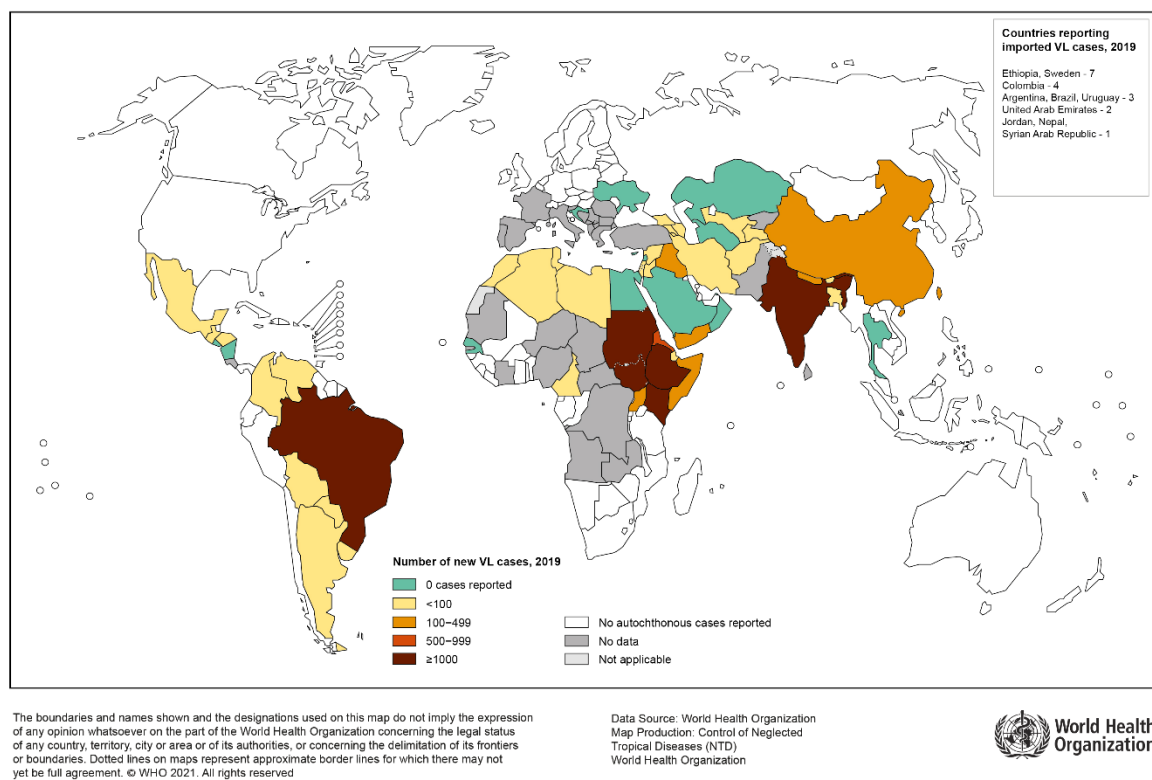 Countries reporting
imported VL cases, 2019
Ethiopia, Sweden - 7
Colombia - 4
Argentina, Brazil, Uruguay - 3
United Arab Emirates - 2
Jordan, Nepal,
Syrian Arab Republic - 1
Number of new VL cases, 2019
0 cases reported
<100
100–499
500–999
≥1000
No autochthonous cases reported
No data
Not applicable
The boundaries and names shown and the designations used on this map do not imply the expression
of any opinion whatsoever on the part of the World Health Organization concerning the legal status
of any country, territory, city or area or of its authorities, or concerning the delimitation of its frontiers
or boundaries. Dotted lines on maps represent approximate border lines for which there may not
yet be full agreement. © WHO 2021. All rights reserved
Data Source: World Health Organization
Map Production: Control of Neglected
Tropical Diseases (NTD)
World Health Organization
World Health
Organization